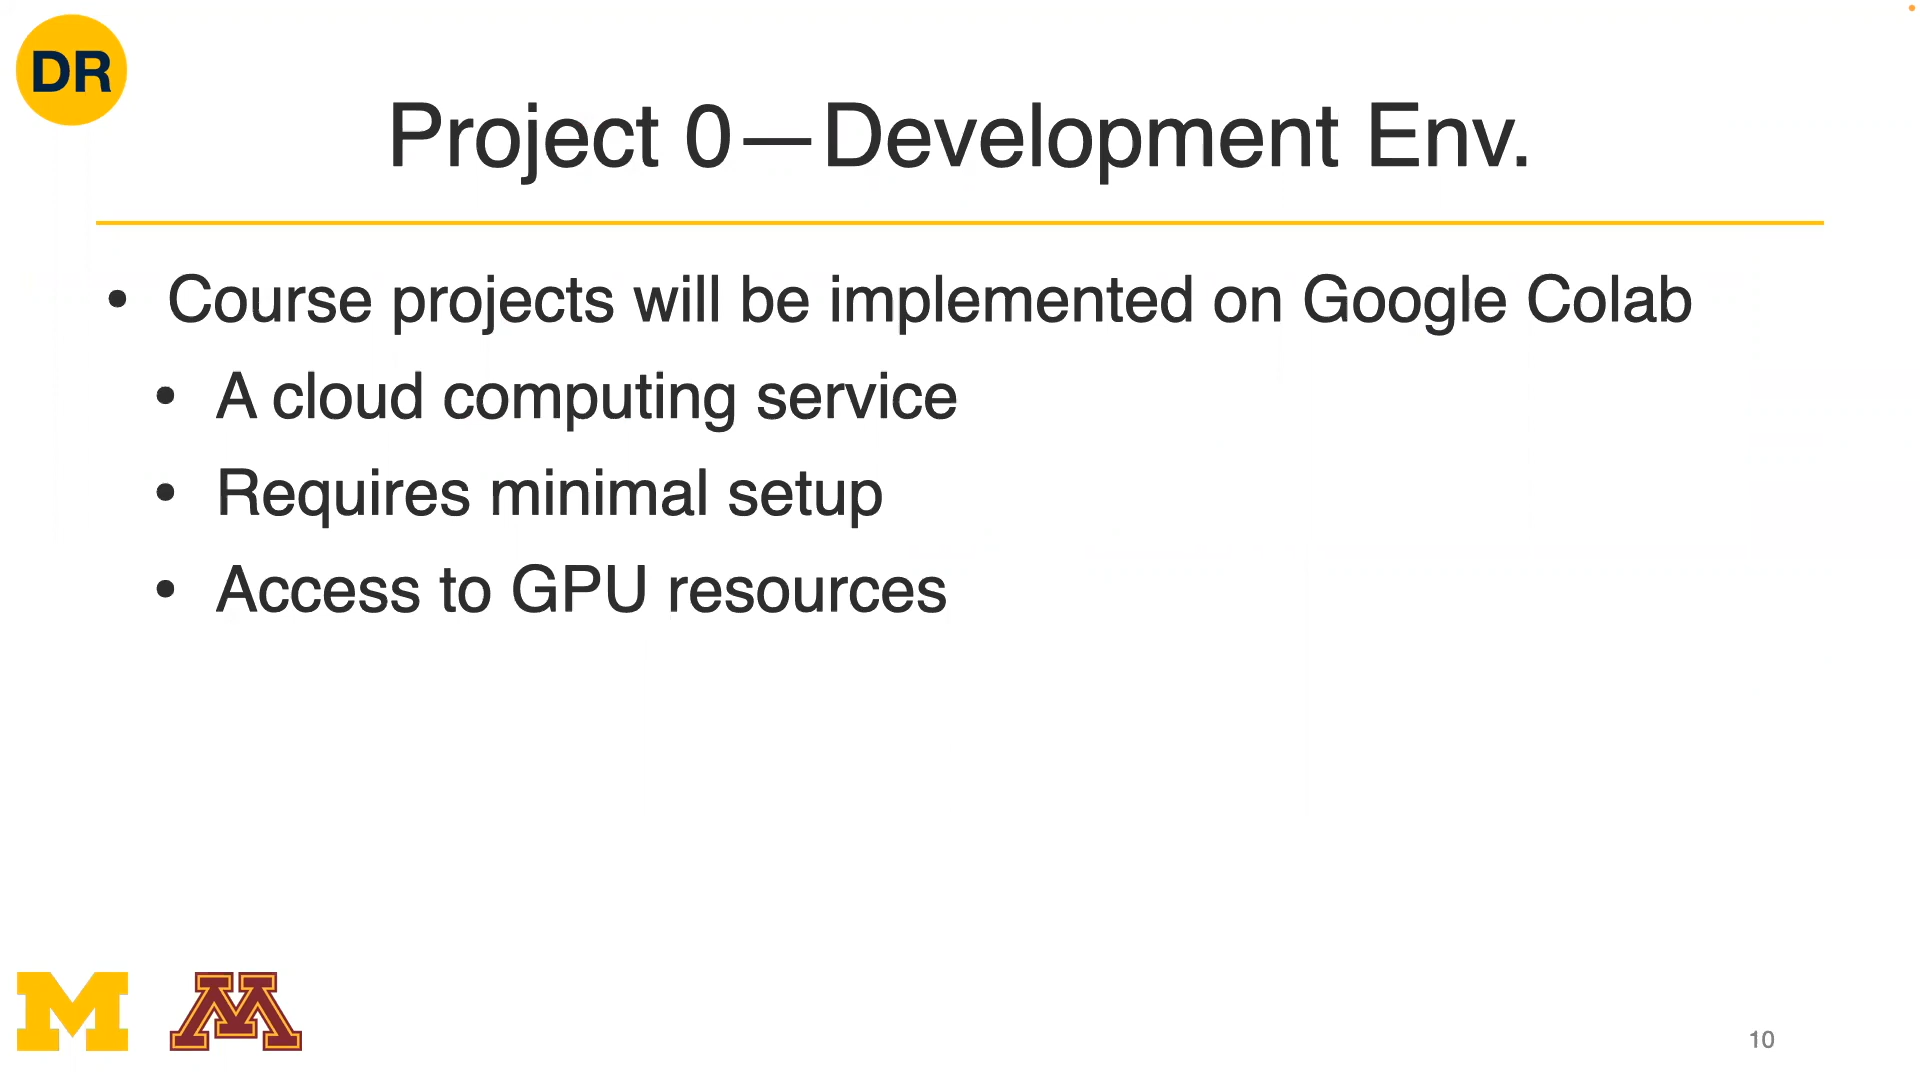 DR
Project 0—Development Env.
• Course projects will be implemented on Google Colab
• A cloud computing service
• Requires minimal setup
• Access to GPU resources
M M
10